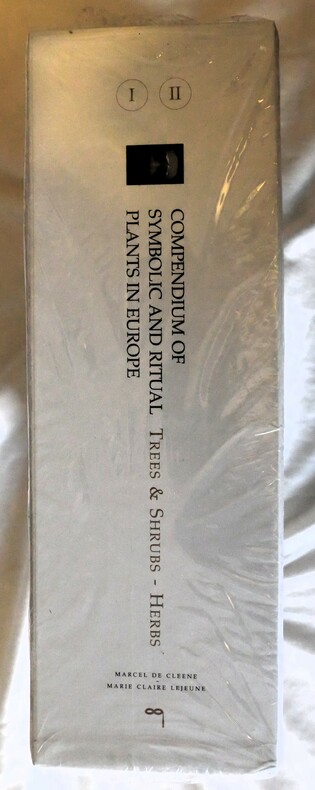 I II
COMPENDIUM OF
SYMBOLIC AND RITUAL TREES & SHRUBS - HERBS
PLANTS IN EUROPE
MARCEL DE CLEENE
-
MARIE CLAIRE LEJEUNE